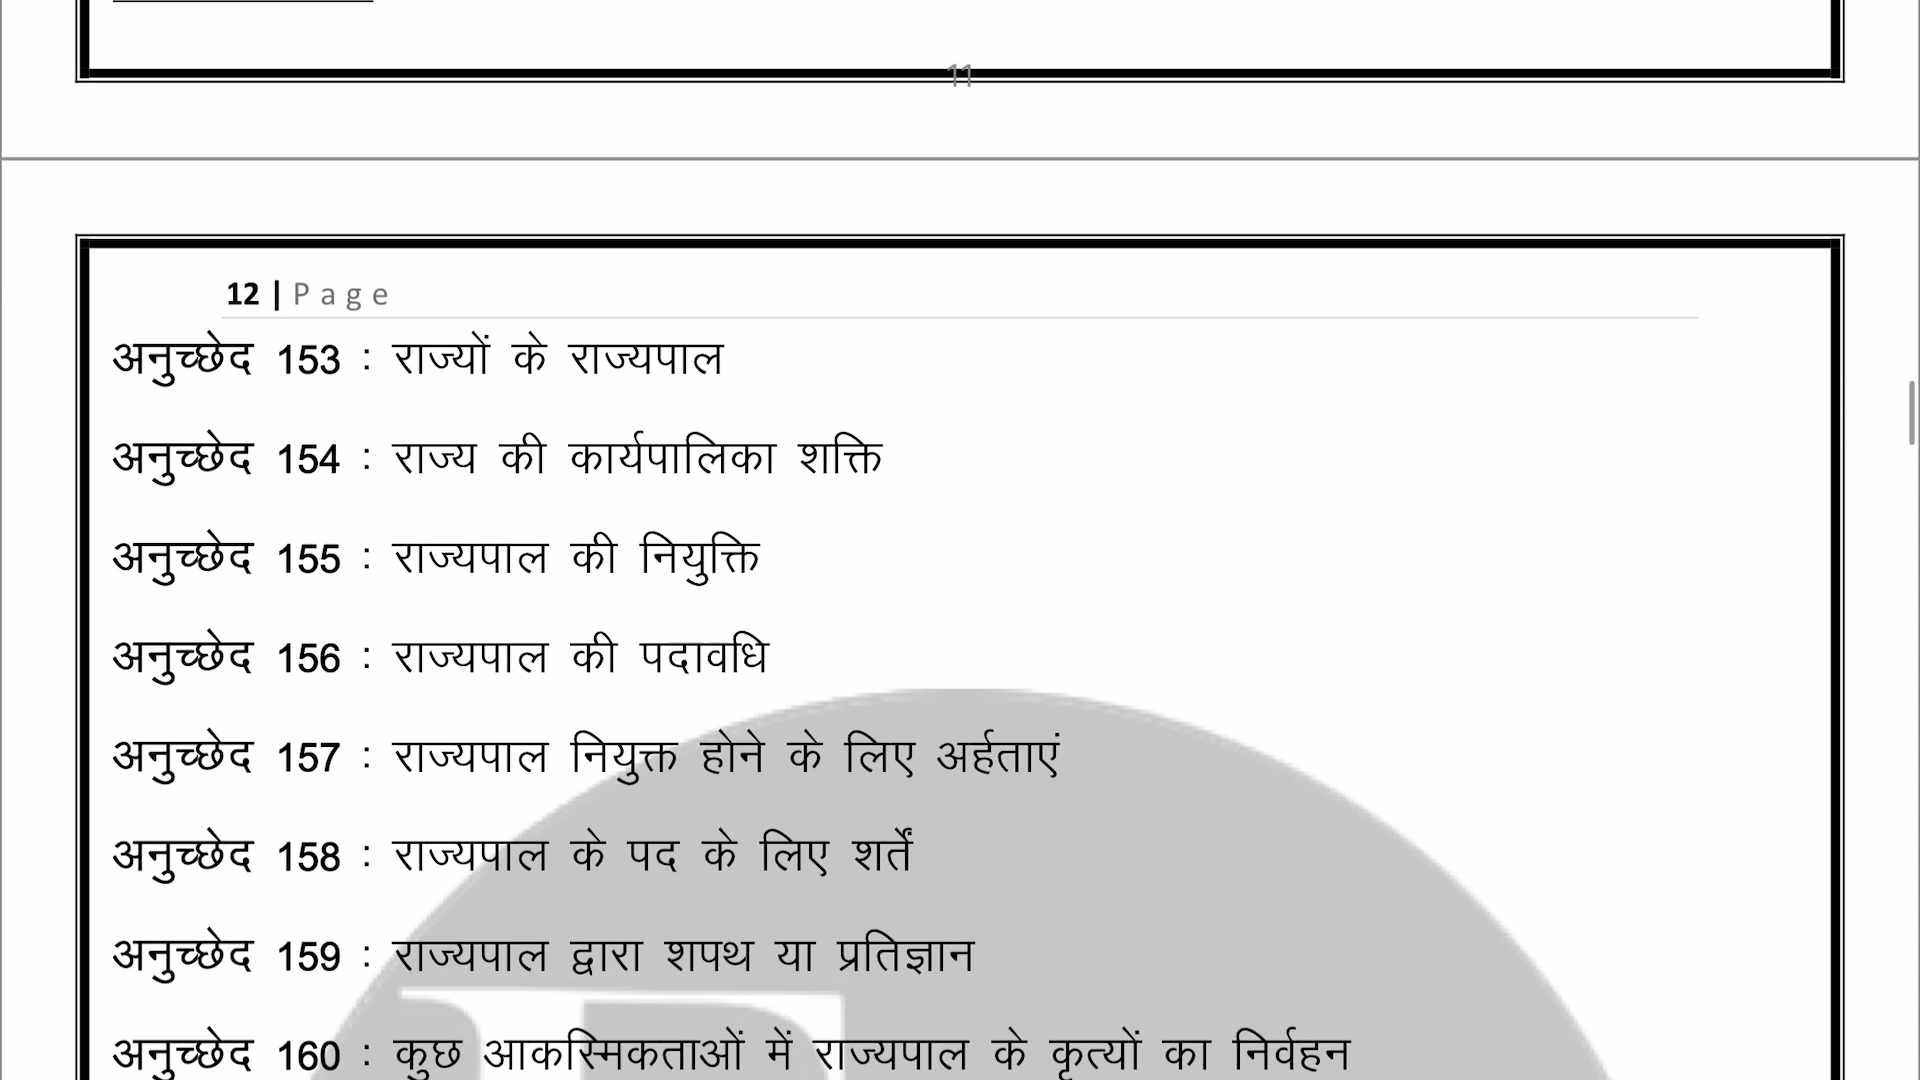 11
12 | Page
अनुच्छेद 153 : राज्यों के राज्यपाल
अनुच्छेद 154 : राज्य की कार्यपालिका शक्ति
अनुच्छेद 155 : राज्यपाल की नियुक्ति
अनुच्छेद 156 : राज्यपाल की पदावधि
अनुच्छेद 157 : राज्यपाल नियुक्त होने के लिए अर्हताएं
अनुच्छेद 158 : राज्यपाल के पद के लिए शर्तें
अनुच्छेद 159 : राज्यपाल द्वारा शपथ या प्रतिज्ञान
अनुच्छेद 160 : कुछ आकस्मिकताओं में राज्यपाल के कृत्यों का निर्वहन